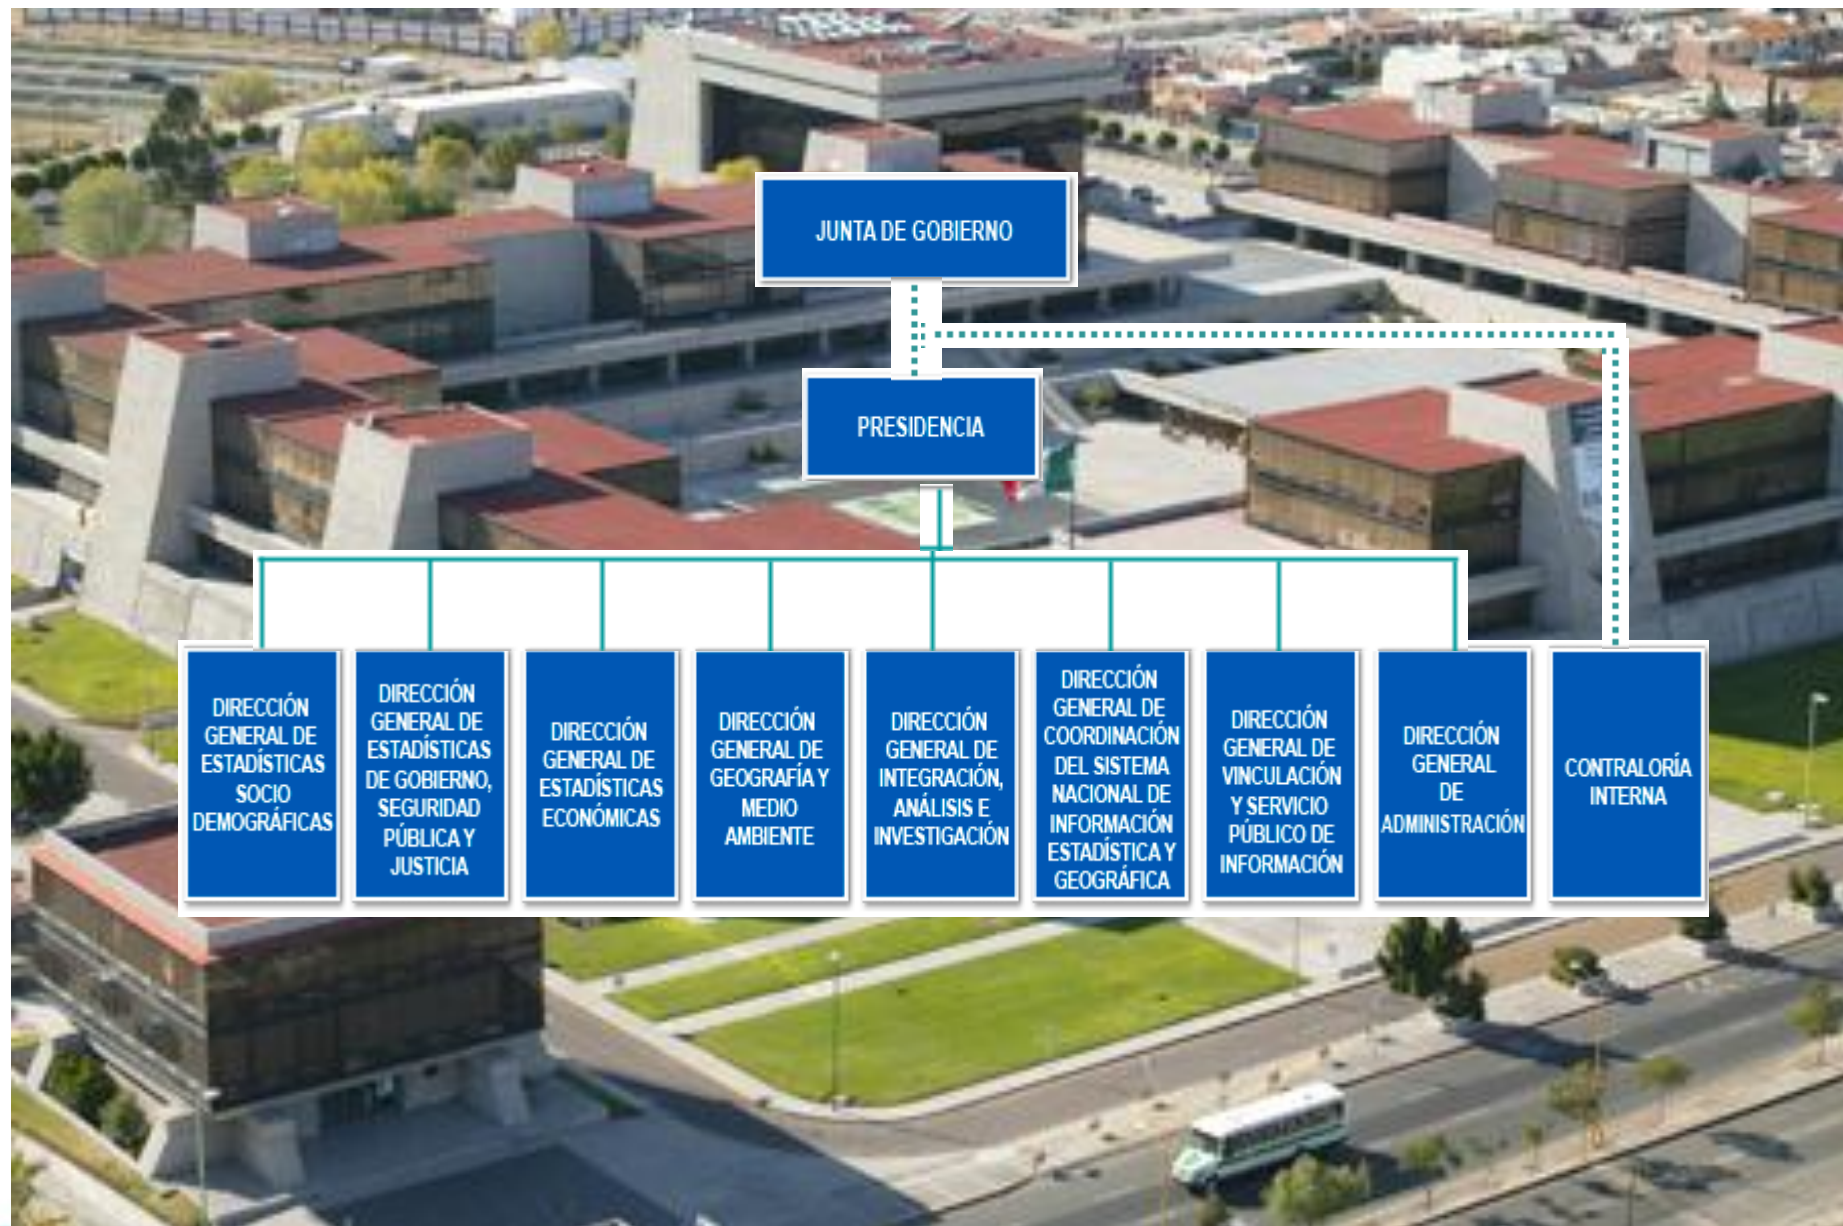 JUNTA DE GOBIERNO
PRESIDENCIA
DIRECCIÓN
GENERAL DE
ESTADÍSTICAS
SOCIO
DEMOGRÁFICAS
DIRECCIÓN
GENERAL DE
ESTADÍSTICAS
DE GOBIERNO,
SEGURIDAD
PÚBLICA Y
JUSTICIA
DIRECCIÓN
GENERAL DE
ESTADÍSTICAS
ECONÓMICAS
DIRECCIÓN
GENERAL DE
GEOGRAFÍA Y
MEDIO
AMBIENTE
DIRECCIÓN
GENERAL DE
INTEGRACIÓN,
ANÁLISIS E
INVESTIGACIÓN
DIRECCIÓN
GENERAL DE
COORDINACIÓN
DEL SISTEMA
NACIONAL DE
INFORMACIÓN
ESTADÍSTICA Y
GEOGRÁFICA
DIRECCIÓN
GENERAL DE
VINCULACIÓN
Y SERVICIO
PÚBLICO DE
INFORMACIÓN
DIRECCIÓN
GENERAL
DE
ADMINISTRACIÓN
CONTRALORÍA
INTERNA